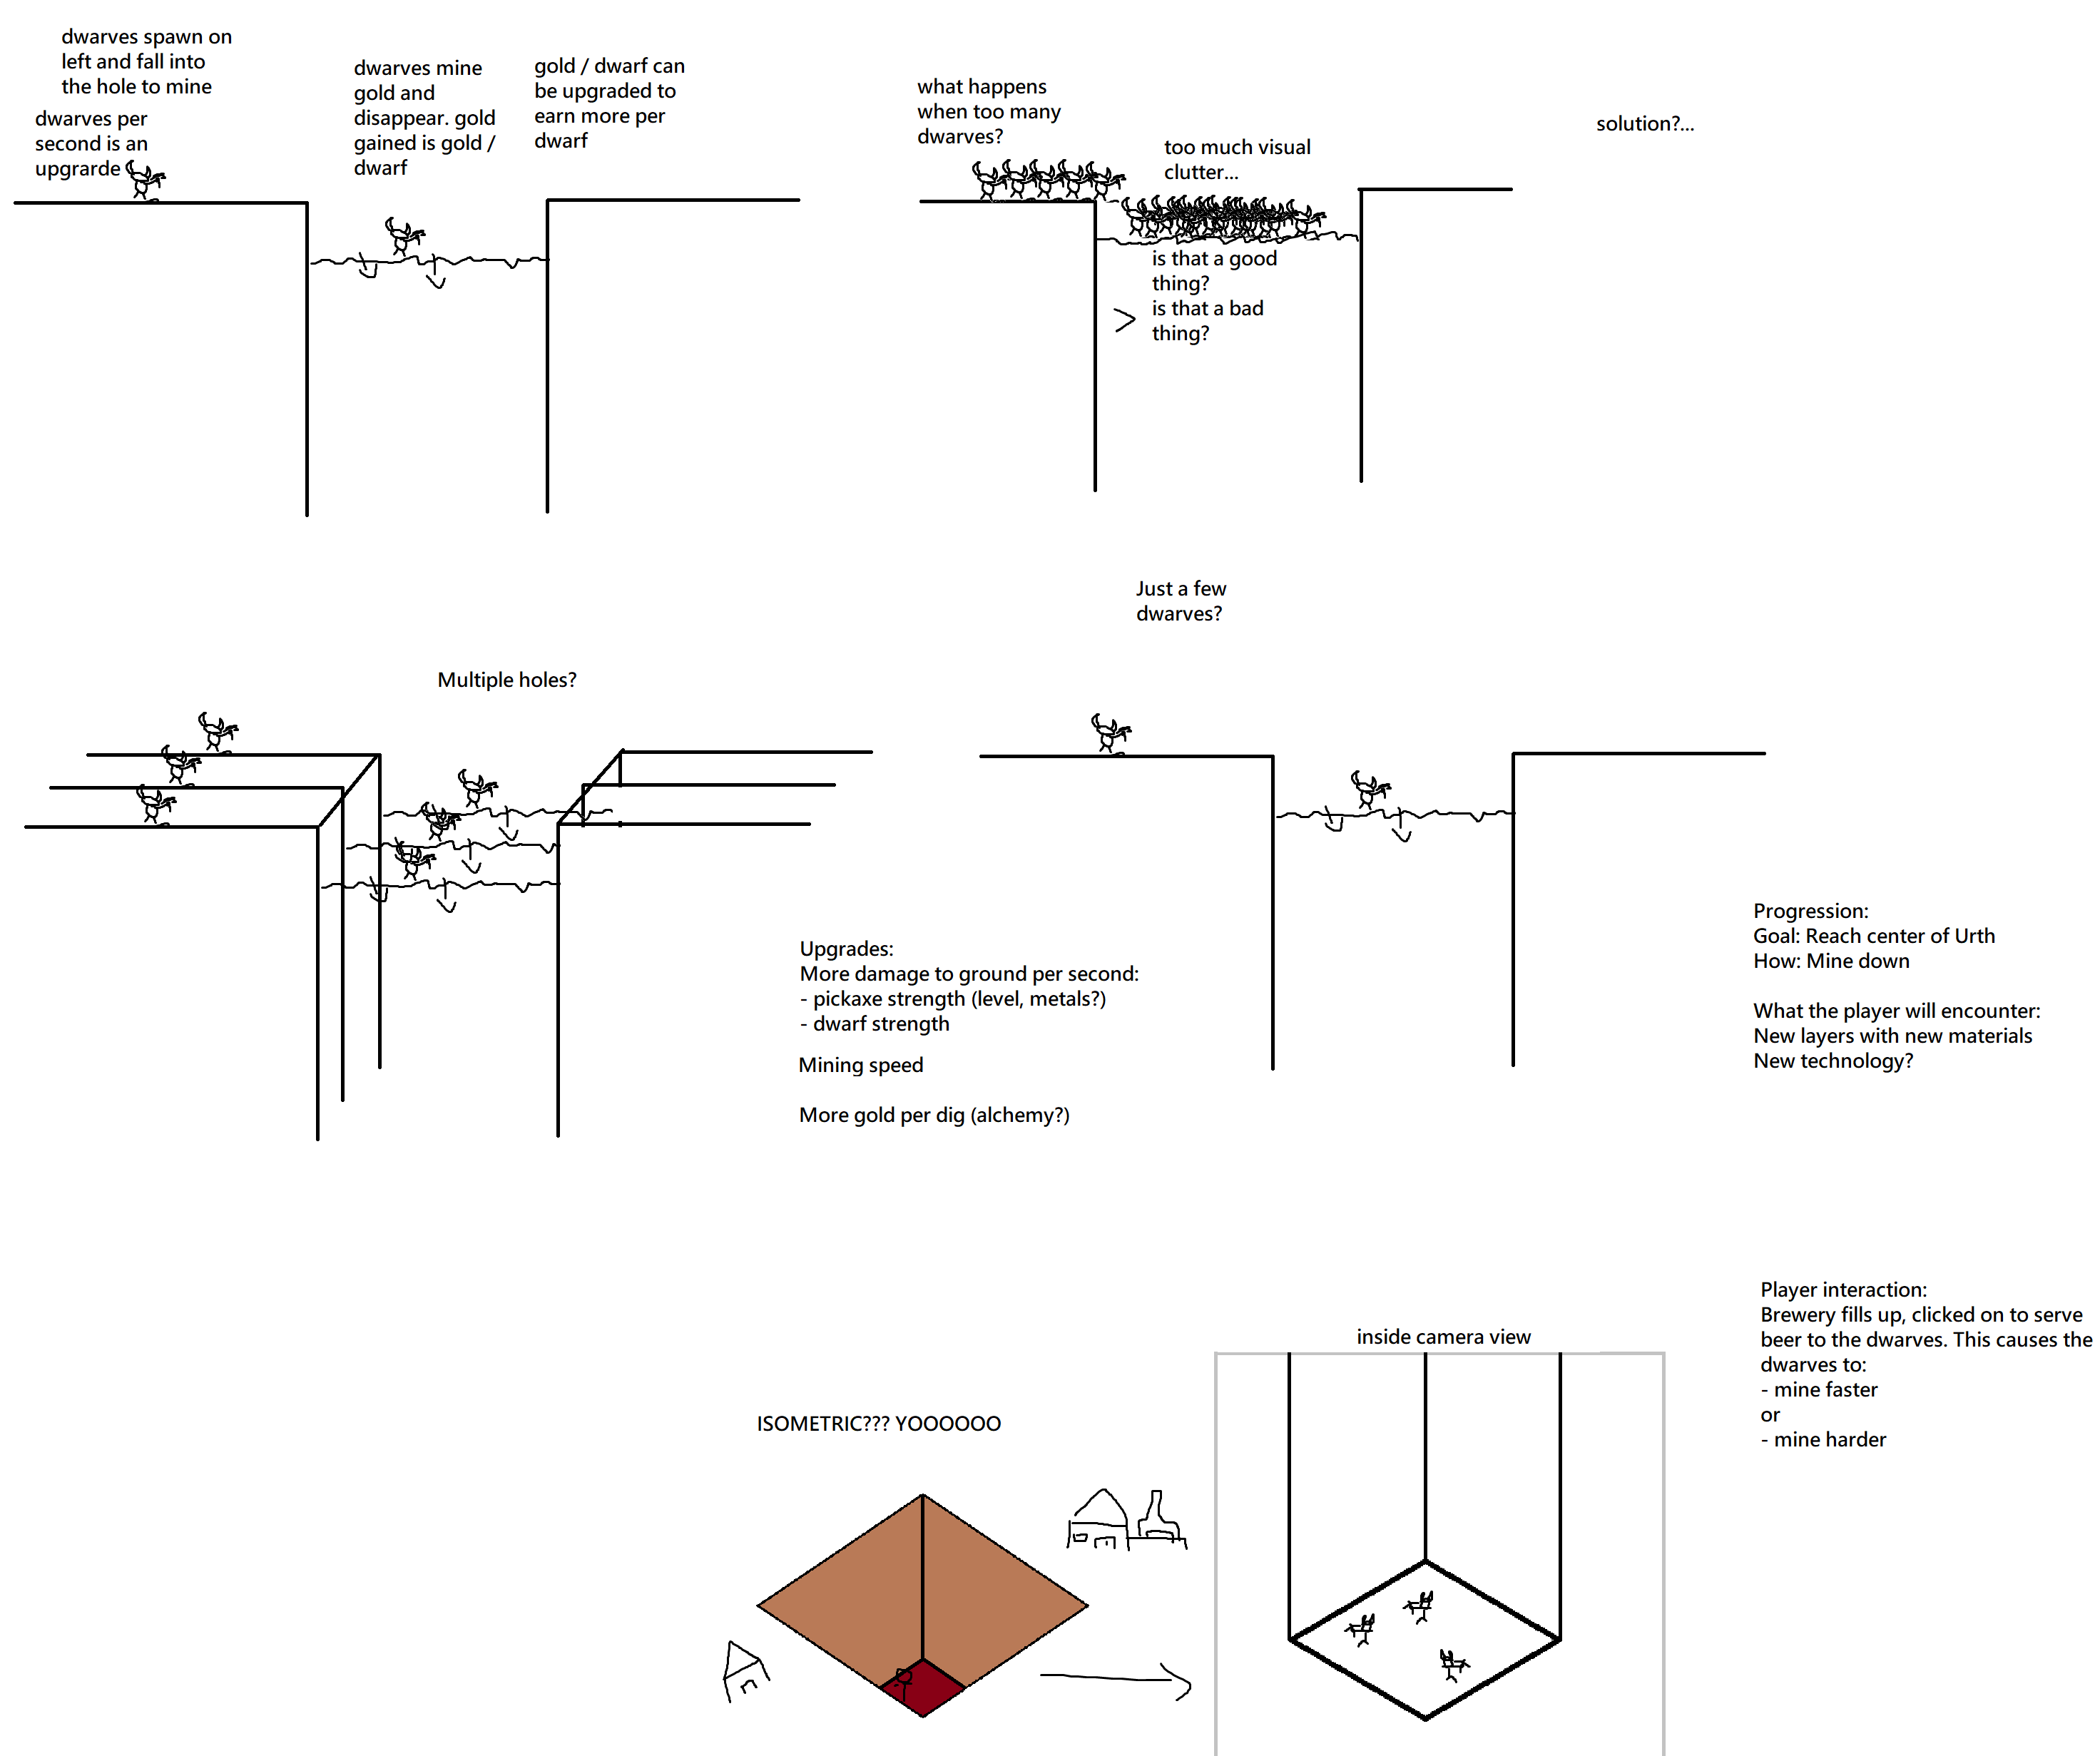 dwarves spawn on
left and fall into
the hole to mine
dwarves per
second is an
upgrarde
dwarves mine
gold and
disappear. gold
gained is gold /
dwarf
gold / dwarf can
be upgraded to
earn more per
dwarf
what happens
when too many
dwarves?
too much visual
clutter...
is that a good
thing?
is that a bad
thing?
solution?...
Multiple holes?
Just a few
dwarves?
Upgrades:
More damage to ground per second:
- pickaxe strength (level, metals?)
- dwarf strength
Mining speed
More gold per dig (alchemy?)
Progression:
Goal: Reach center of Urth
How: Mine down
What the player will encounter:
New layers with new materials
New technology?
ISOMETRIC??? YOOOOOO
inside camera view
Player interaction:
Brewery fills up, clicked on to serve
beer to the dwarves. This causes the
dwarves to:
- mine faster
or
- mine harder